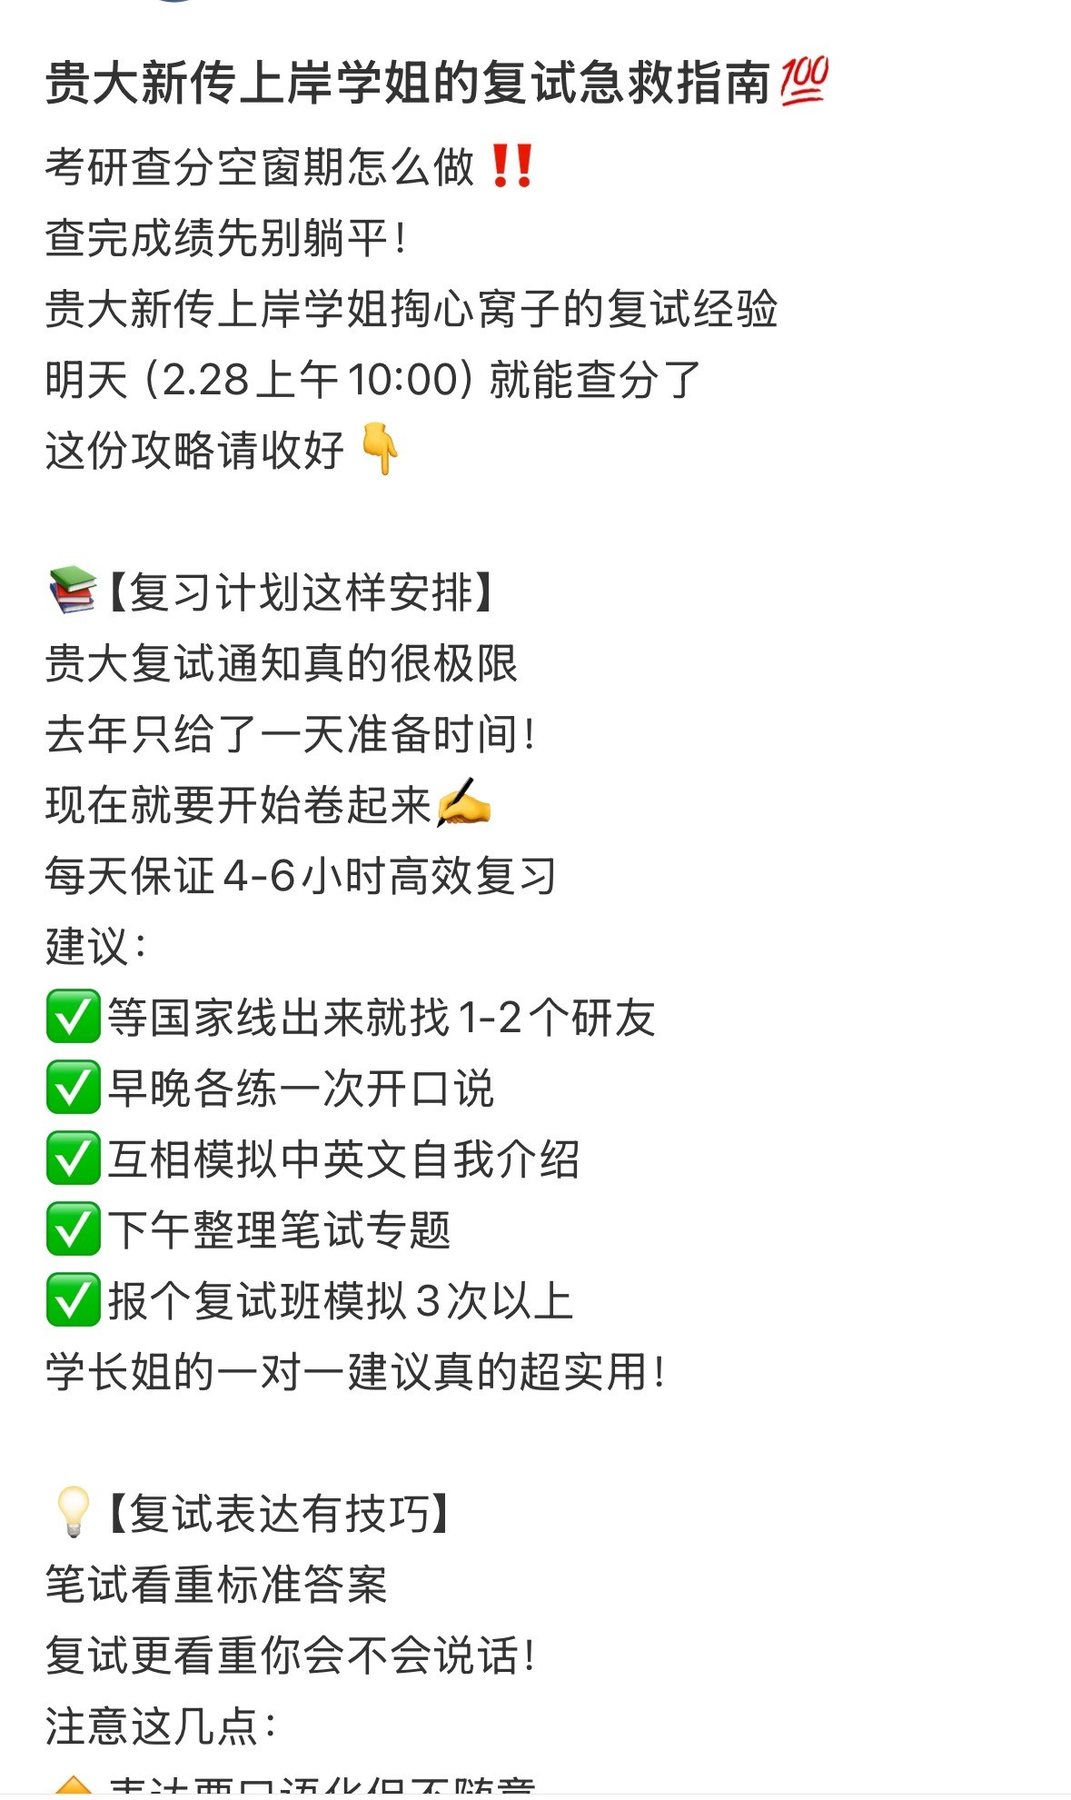 贵大新传上岸学姐的复试急救指南💯
考研查分空窗期怎么做‼️
查完成绩先别躺平！
贵大新传上岸学姐掏心窝子的复试经验
明天（2.28上午10:00）就能查分了
这份攻略请收好👇
📚【复习计划这样安排】
贵大复试通知真的很极限
去年只给了一天准备时间！
现在就要开始卷起来✍️
每天保证4-6小时高效复习
建议：
✅等国家线出来就找1-2个研友
✅早晚各练一次开口说
✅互相模拟中英文自我介绍
✅下午整理笔试专题
✅报个复试班模拟3次以上
学长姐的一对一建议真的超实用！
💡【复试表达有技巧】
笔试看重标准答案
复试更看重你会不会说话！
注意这几点：
🔶表达要口语化但不随意